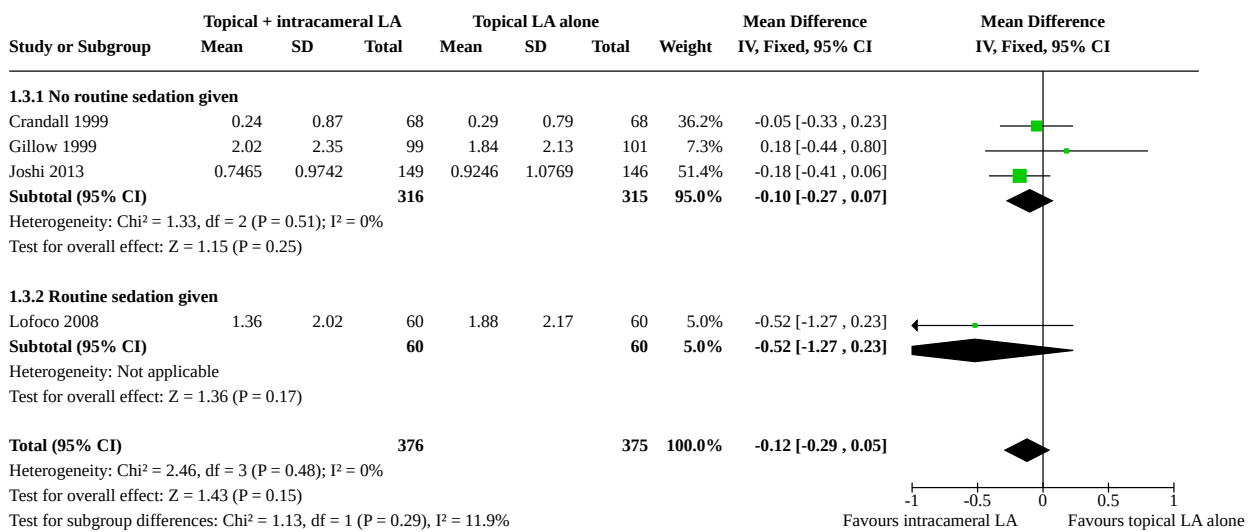 Topical + intracameral LA Topical LA alone Mean Difference Mean Difference
Study or Subgroup Mean SD Total Mean SD Total Weight IV, Fixed, 95% CI IV, Fixed, 95% CI
1.3.1 No routine sedation given
Crandall 1999 0.24 0.87 68 0.29 0.79 68 36.2% -0.05 [-0.33 , 0.23]
Gillow 1999 2.02 2.35 99 1.84 2.13 101 7.3% 0.18 [-0.44 , 0.80]
Joshi 2013 0.7465 0.9742 149 0.9246 1.0769 146 51.4% -0.18 [-0.41 , 0.06]
Subtotal (95% CI) 316 315 95.0% -0.10 [-0.27 , 0.07]
Heterogeneity: Chi² = 1.33, df = 2 (P = 0.51); I² = 0%
Test for overall effect: Z = 1.15 (P = 0.25)
1.3.2 Routine sedation given
Lofoco 2008 1.36 2.02 60 1.88 2.17 60 5.0% -0.52 [-1.27 , 0.23]
Subtotal (95% CI) 60 60 5.0% -0.52 [-1.27 , 0.23]
Heterogeneity: Not applicable
Test for overall effect: Z = 1.36 (P = 0.17)
Total (95% CI) 376 375 100.0% -0.12 [-0.29 , 0.05]
Heterogeneity: Chi² = 2.46, df = 3 (P = 0.48); I² = 0%
Test for overall effect: Z = 1.43 (P = 0.15) -1 -0.5 0 0.5 1
Test for subgroup differences: Chi² = 1.13, df = 1 (P = 0.29), I² = 11.9% Favours intracameral LA Favours topical LA alone